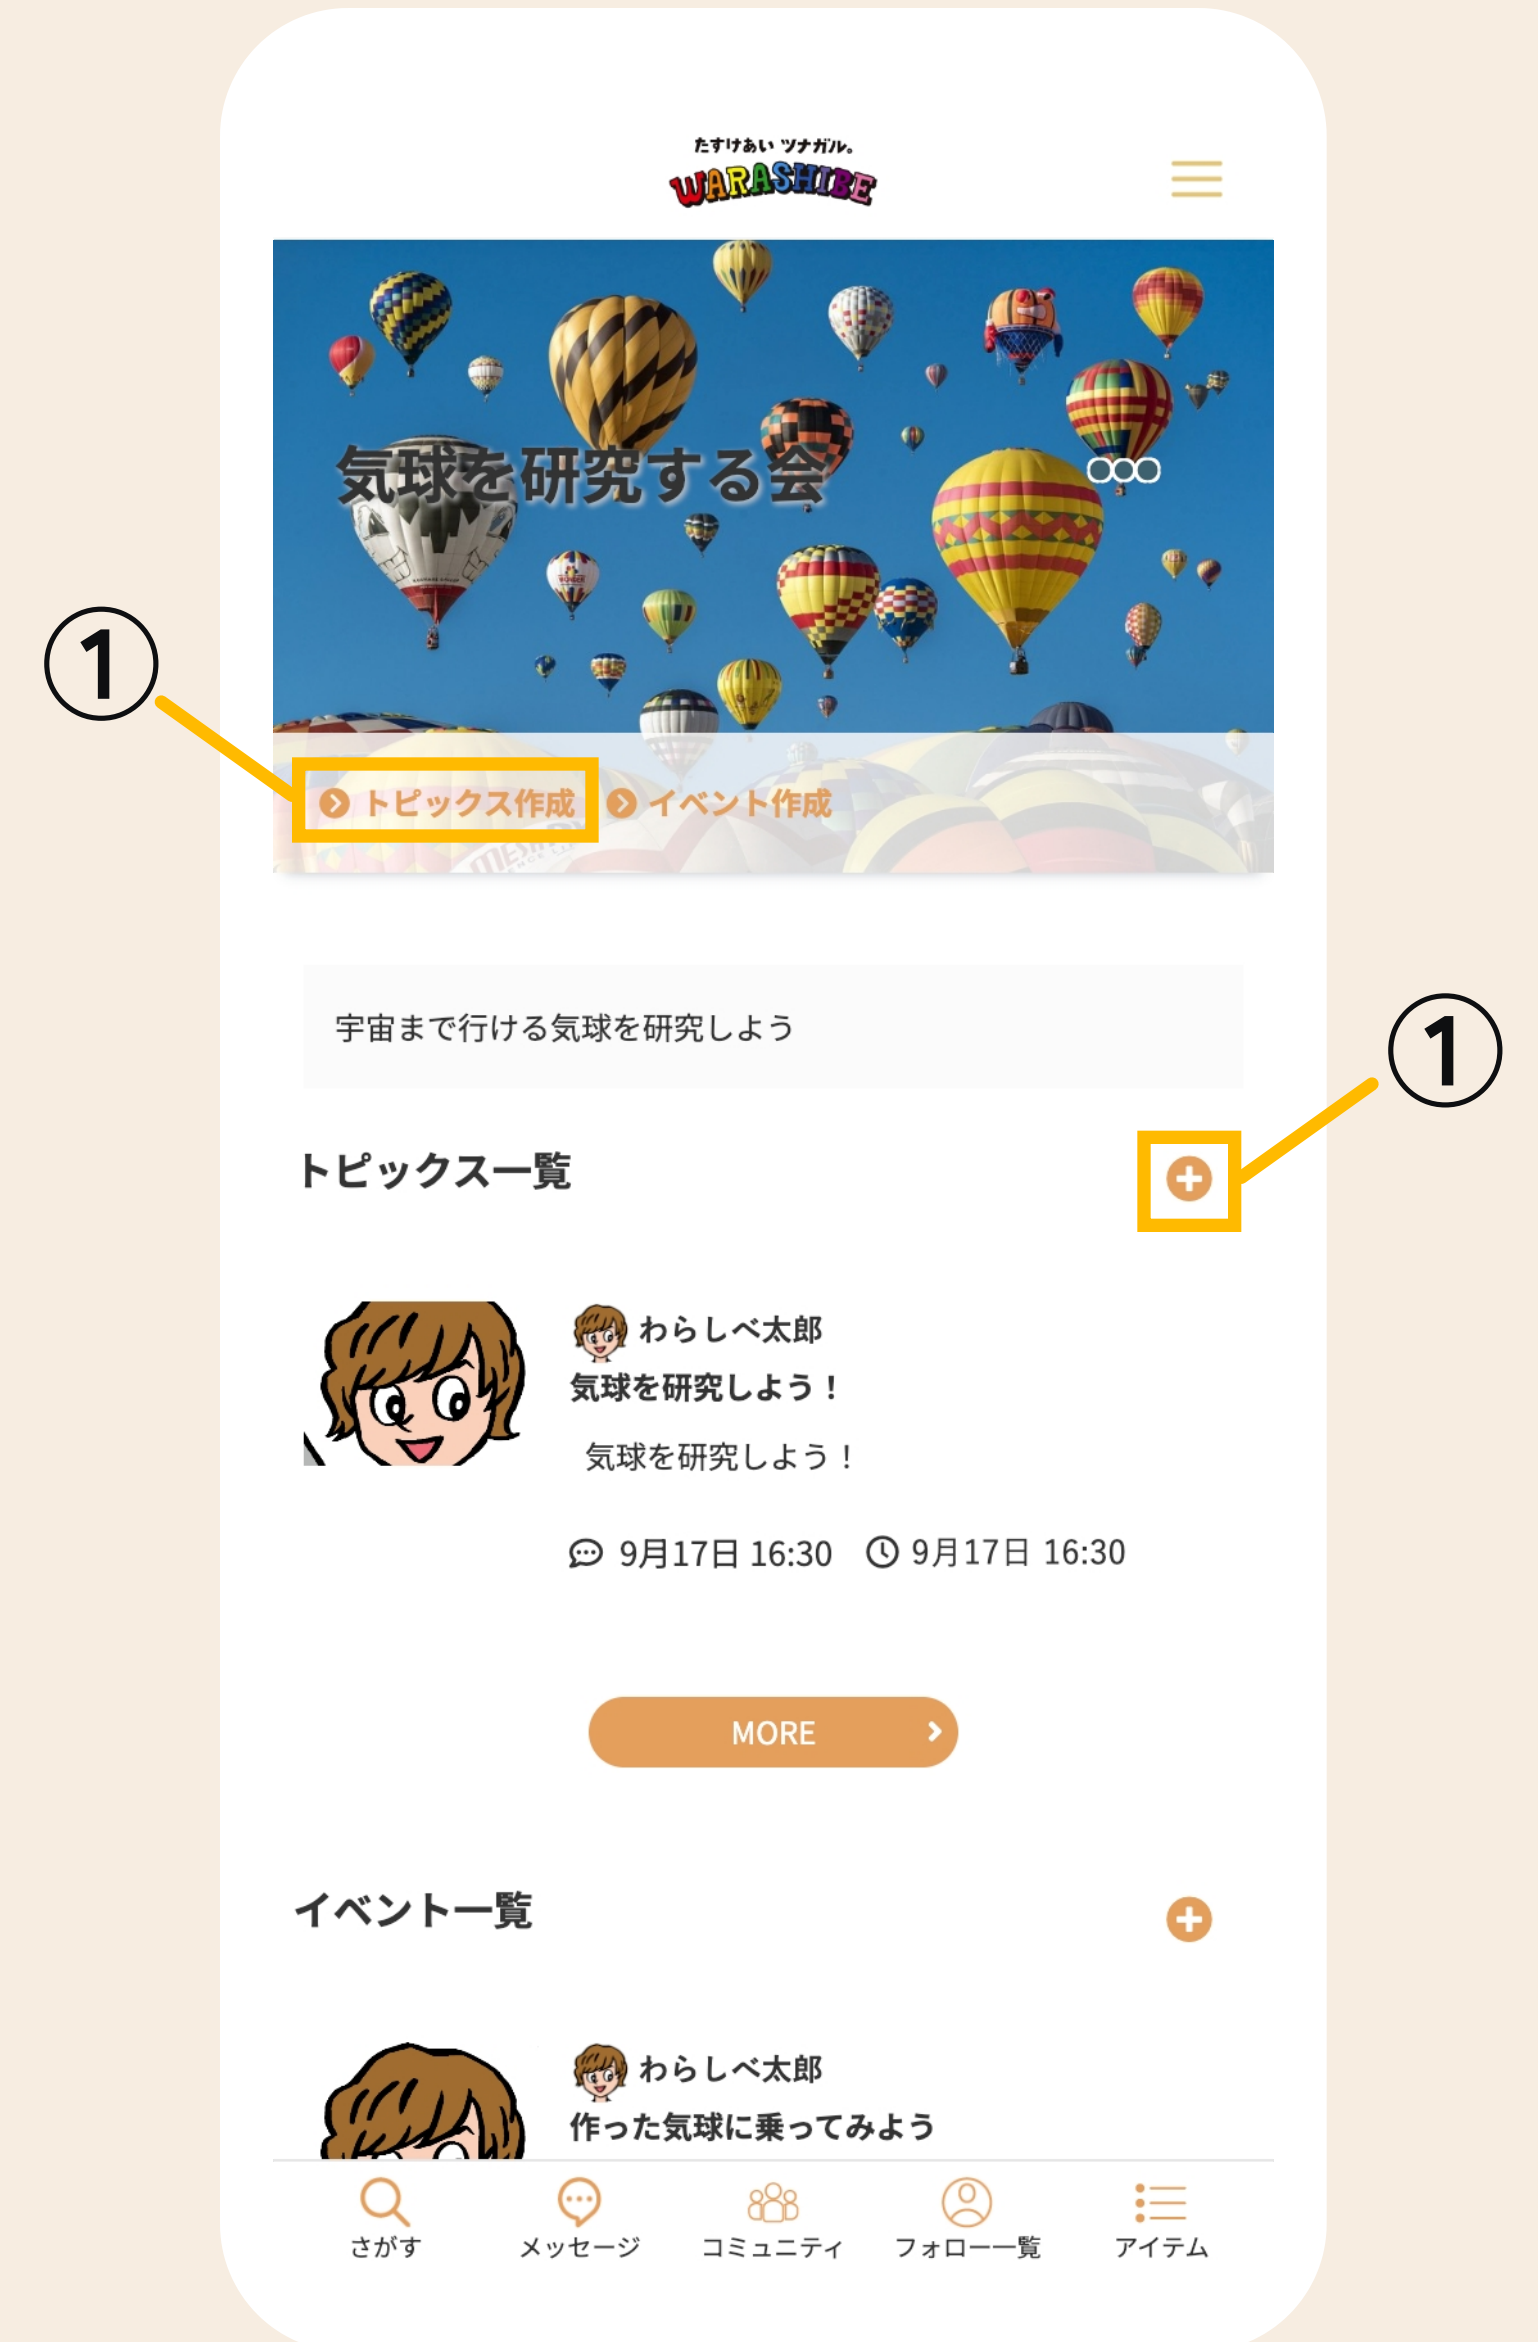 たすけあい ツナガル。
WARASHIBE
気球を研究する会
①
トピックス作成 イベント作成
宇宙まで行ける気球を研究しよう
①
トピックス一覧
わらしべ太郎
気球を研究しよう！
気球を研究しよう！
9月17日 16:30 9月17日 16:30
MORE
イベント一覧
わらしべ太郎
作った気球に乗ってみよう
さがす メッセージ コミュニティ フォロー一覧 アイテム